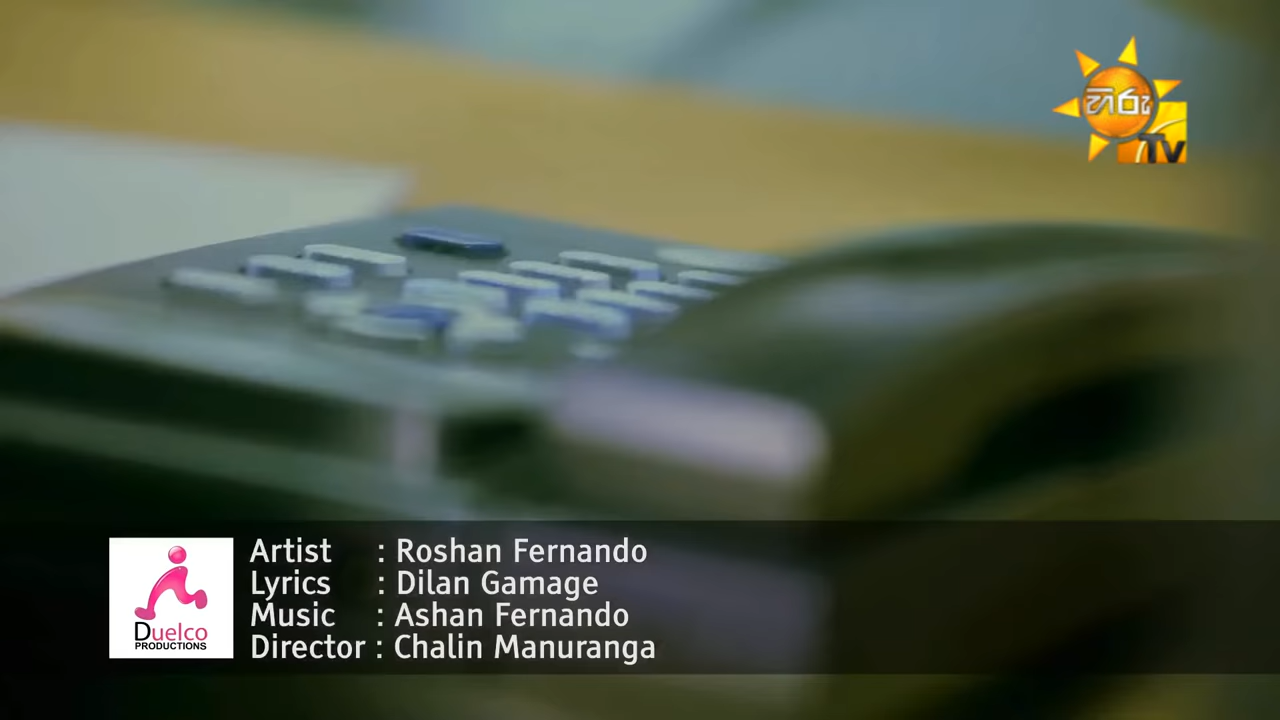 හිරු
Tv
Artist : Roshan Fernando
Lyrics : Dilan Gamage
Music : Ashan Fernando
Director : Chalin Manuranga
Duelco
PRODUCTIONS